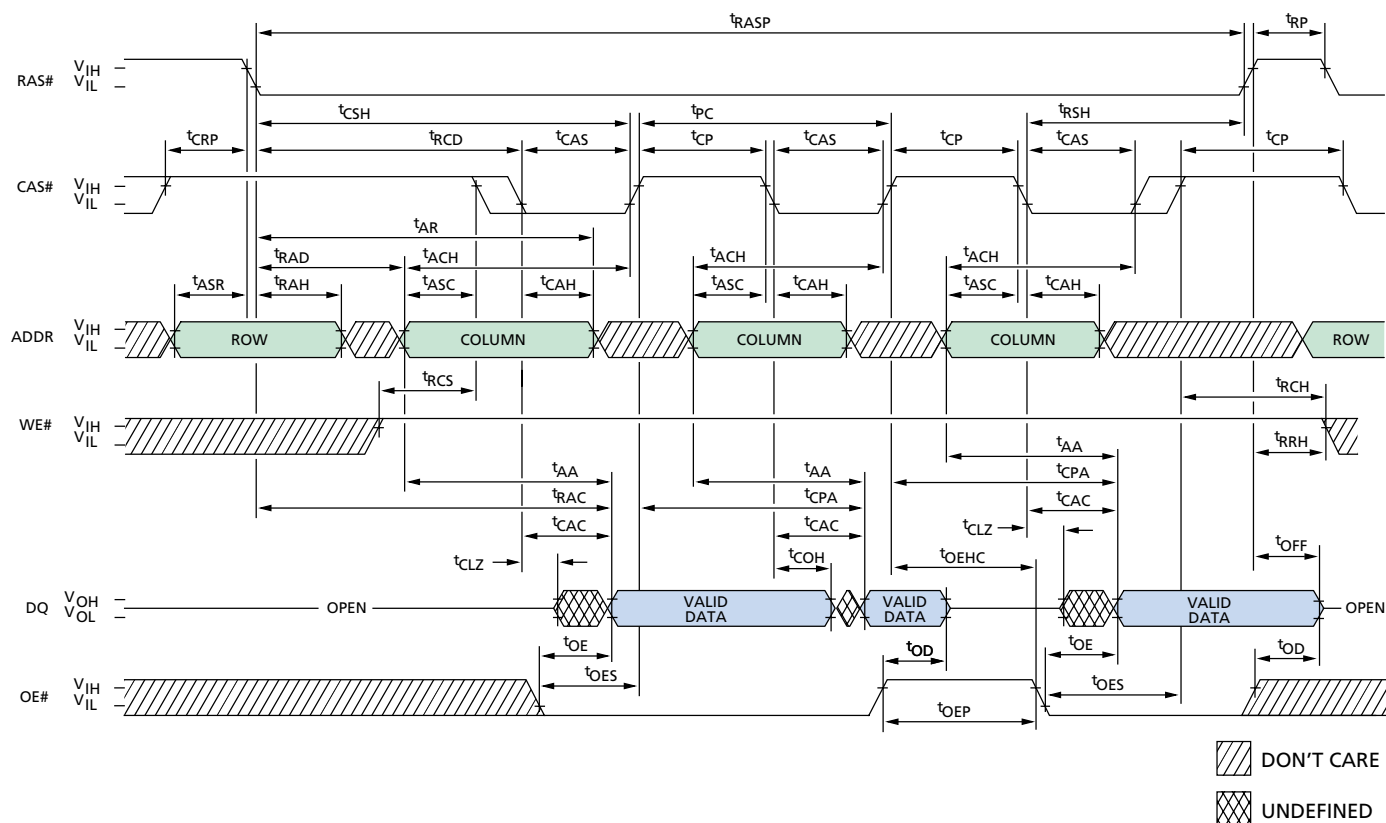 tRASP tRP
RAS# VIH
VIL
tCSH tPC tRSH
tCRP tRCD tCAS tCP tCAS tCP tCAS tCP
CAS# VIH
VIL
tAR
tRAD tACH tACH tACH
tASR tRAH tASC tCAH tASC tCAH tASC tCAH
ADDR VIH
VIL
ROW COLUMN COLUMN COLUMN ROW
tRCS tRCH
WE# VIH
VIL
tAA tRRH
tAA tAA tCPA
tRAC tCPA tCAC
tCAC tCAC tCLZ
tCLZ tCOH tOEHC tOFF
DQ VOH
VOL
OPEN VALID
DATA VALID
DATA VALID
DATA OPEN
tOE tOD tOE tOD
tOES tOES
OE# VIH
VIL
tOEP
DON'T CARE
UNDEFINED